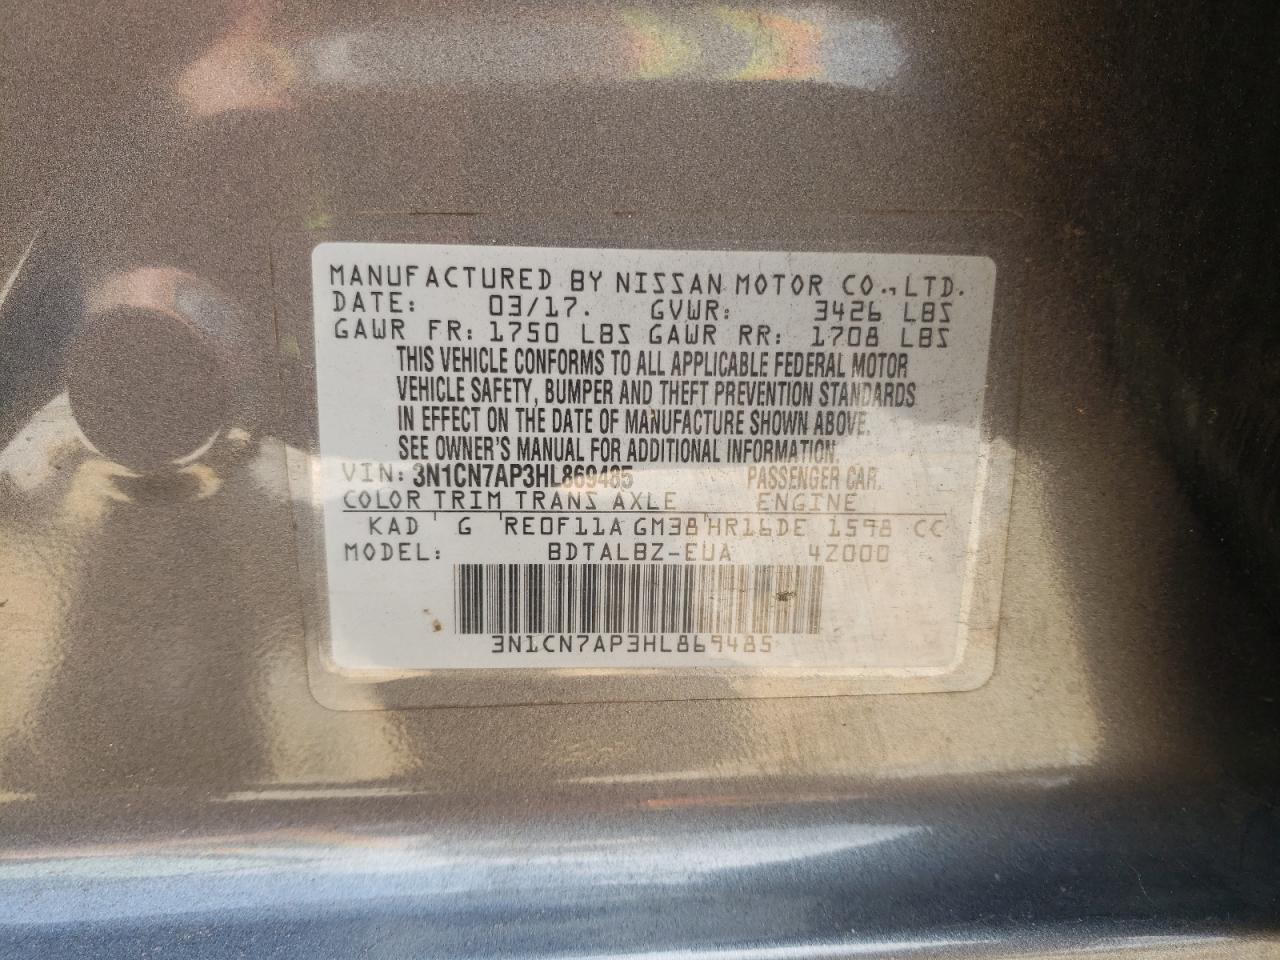 MANUFACTURED BY NISSAN MOTOR CO., LTD.
DATE: 03/17. GVWR: 3426 LBS
GAWR FR: 1750 LBS GAWR RR: 1708 LBS
THIS VEHICLE CONFORMS TO ALL APPLICABLE FEDERAL MOTOR
VEHICLE SAFETY, BUMPER AND THEFT PREVENTION STANDARDS
IN EFFECT ON THE DATE OF MANUFACTURE SHOWN ABOVE.
SEE OWNER'S MANUAL FOR ADDITIONAL INFORMATION.
VIN: 3N1CN7AP3HL869485 PASSENGER CAR.
COLOR TRIM TRANS AXLE ENGINE
KAD G RE0F11A GM38 HR16DE 1598 CC
MODEL: BDTALBZ-EUA 4Z000
3N1CN7AP3HL869485